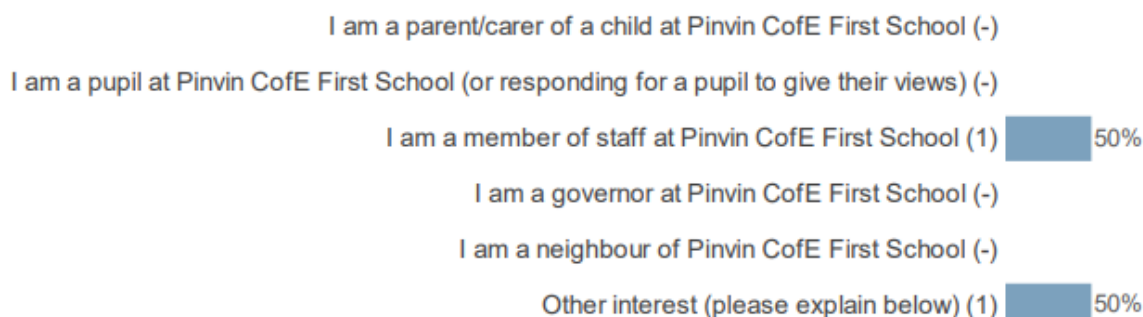 I am a parent/carer of a child at Pinvin CofE First School (-)
I am a pupil at Pinvin CofE First School (or responding for a pupil to give their views) (-)
I am a member of staff at Pinvin CofE First School (1) 50%
I am a governor at Pinvin CofE First School (-)
I am a neighbour of Pinvin CofE First School (-)
Other interest (please explain below) (1) 50%